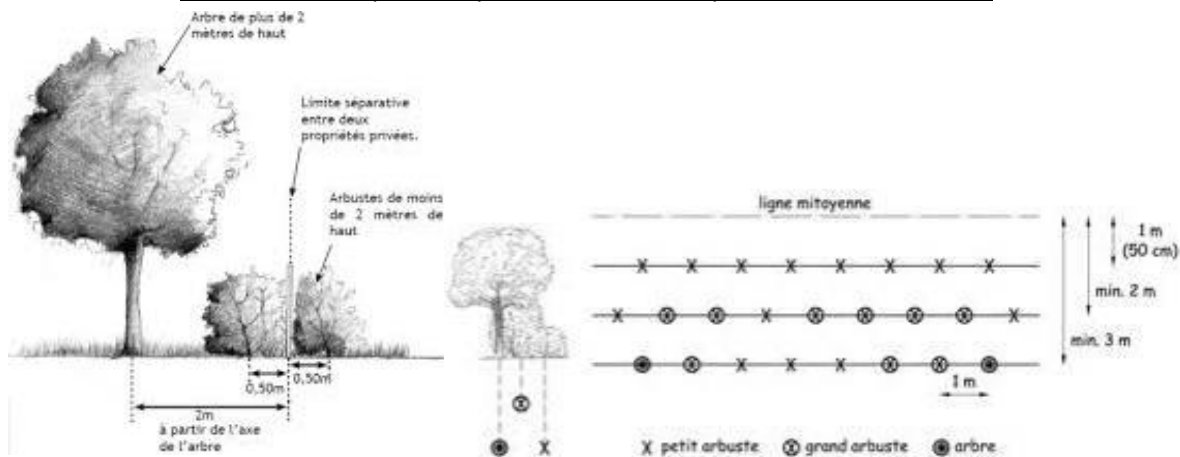 Arbre de plus de 2
mètres de haut
Limite séparative
entre deux
propriétés privées.
Arbustes de moins
de 2 mètres de
haut
0,50m
0,50m
2m
à partir de l'axe
de l'arbre
ligne mitoyenne
1 m
(50 cm)
min. 2 m
min. 3 m
1 m
X petit arbuste
grand arbuste
arbre